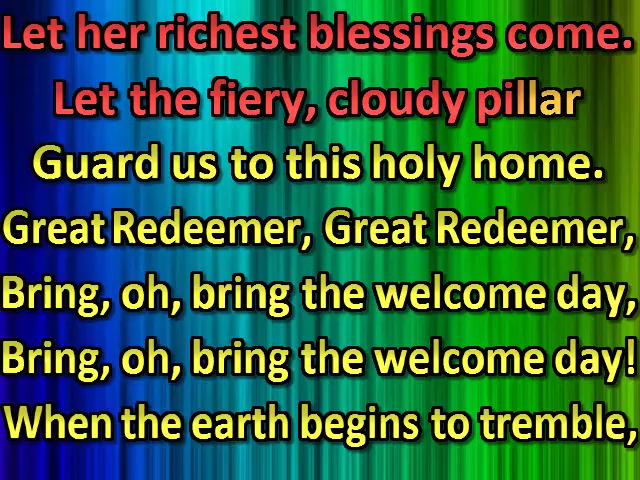 Let her richest blessings come.
Let the fiery, cloudy pillar
Guard us to this holy home.
Great Redeemer, Great Redeemer,
Bring, oh, bring the welcome day,
Bring, oh, bring the welcome day!
When the earth begins to tremble,